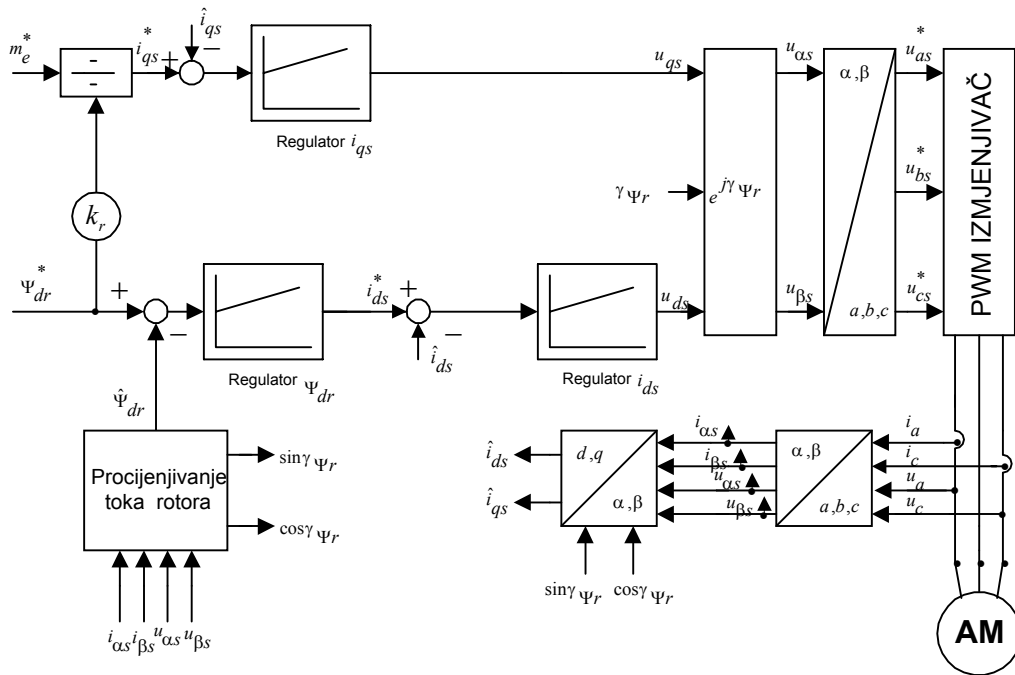 î_qs
m_e^*
i_qs^*
+
−
-
-
Regulator i_qs
u_qs
u_αs
α,β
u_as^*
k_r
γ_Ψr
e^jγ_Ψr
u_bs^*
PWM IZMJENJIVAČ
Ψ_dr^*
+
−
i_ds^*
+
−
u_ds
u_βs
a,b,c
u_cs^*
î_ds
Regulator Ψ_dr
Regulator i_ds
Ψ̂_dr
Procijenjivanje
toka rotora
sinγ_Ψr
cosγ_Ψr
î_ds
î_qs
d,q
α,β
i_αs
i_βs
u_αs
u_βs
α,β
a,b,c
i_a
i_c
u_a
u_c
sinγ_Ψr
cosγ_Ψr
i_αs i_βs u_αs u_βs
AM